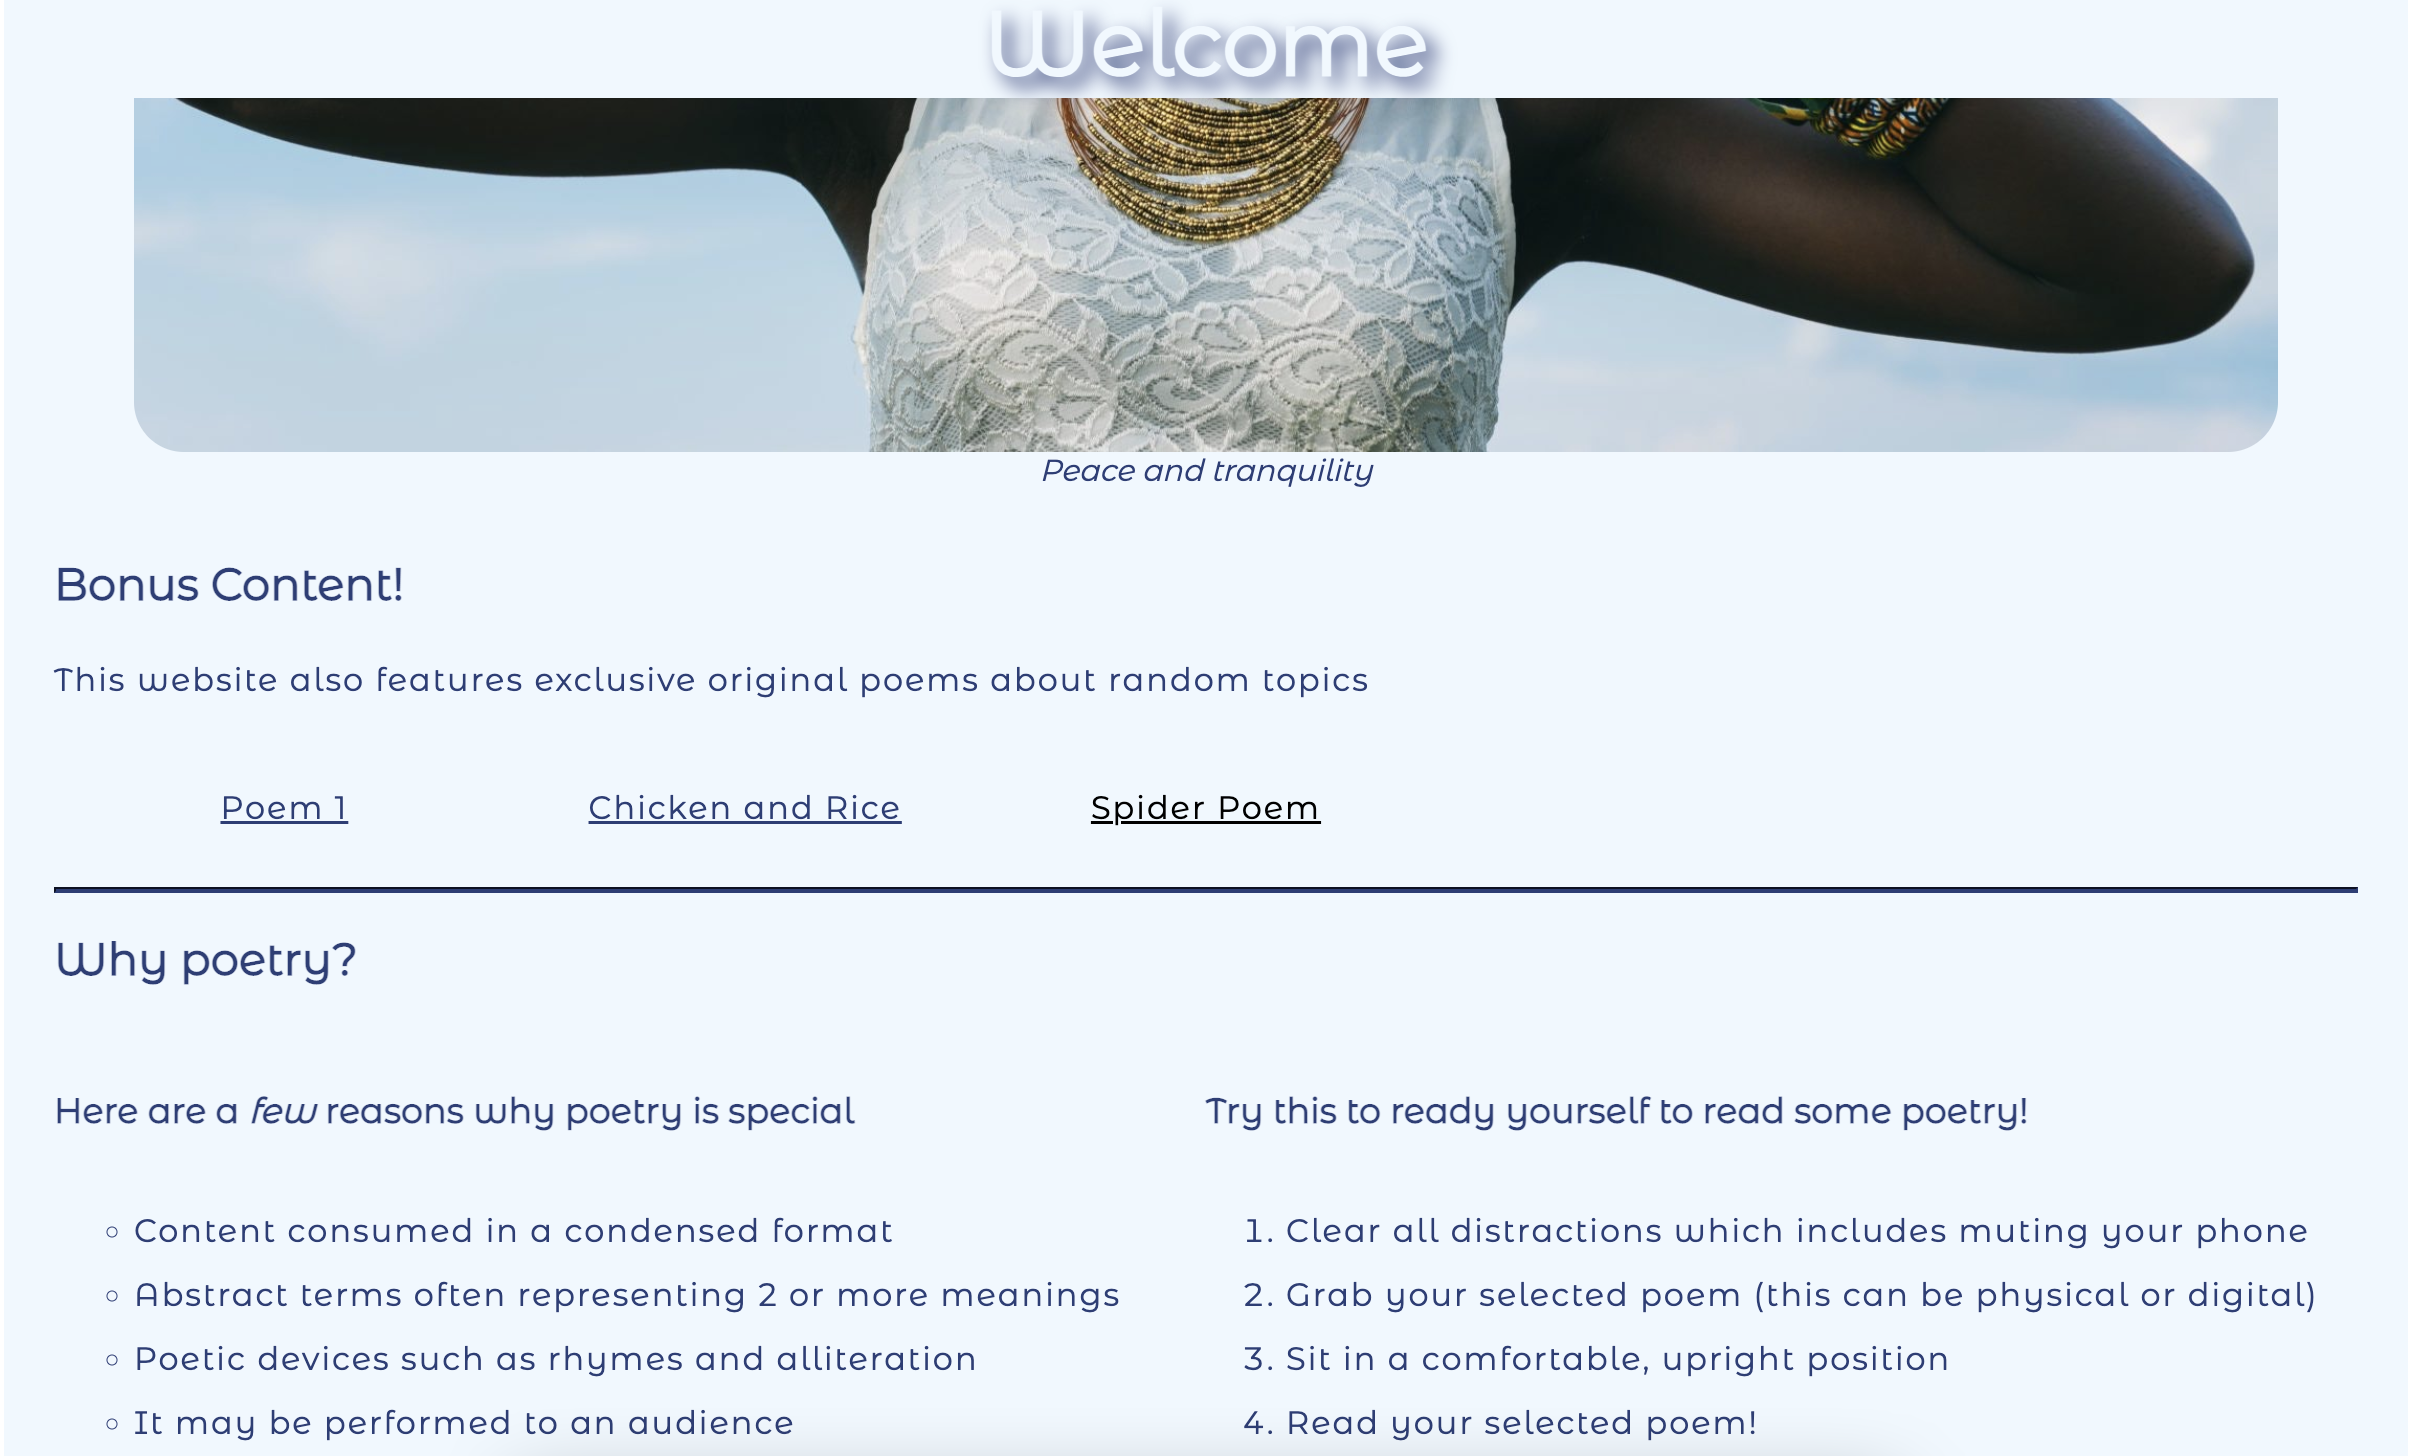 Welcome
Peace and tranquility
Bonus Content!
This website also features exclusive original poems about random topics
Poem 1
Chicken and Rice
Spider Poem
Why poetry?
Here are a few reasons why poetry is special
◦ Content consumed in a condensed format
◦ Abstract terms often representing 2 or more meanings
◦ Poetic devices such as rhymes and alliteration
◦ It may be performed to an audience
Try this to ready yourself to read some poetry!
1. Clear all distractions which includes muting your phone
2. Grab your selected poem (this can be physical or digital)
3. Sit in a comfortable, upright position
4. Read your selected poem!